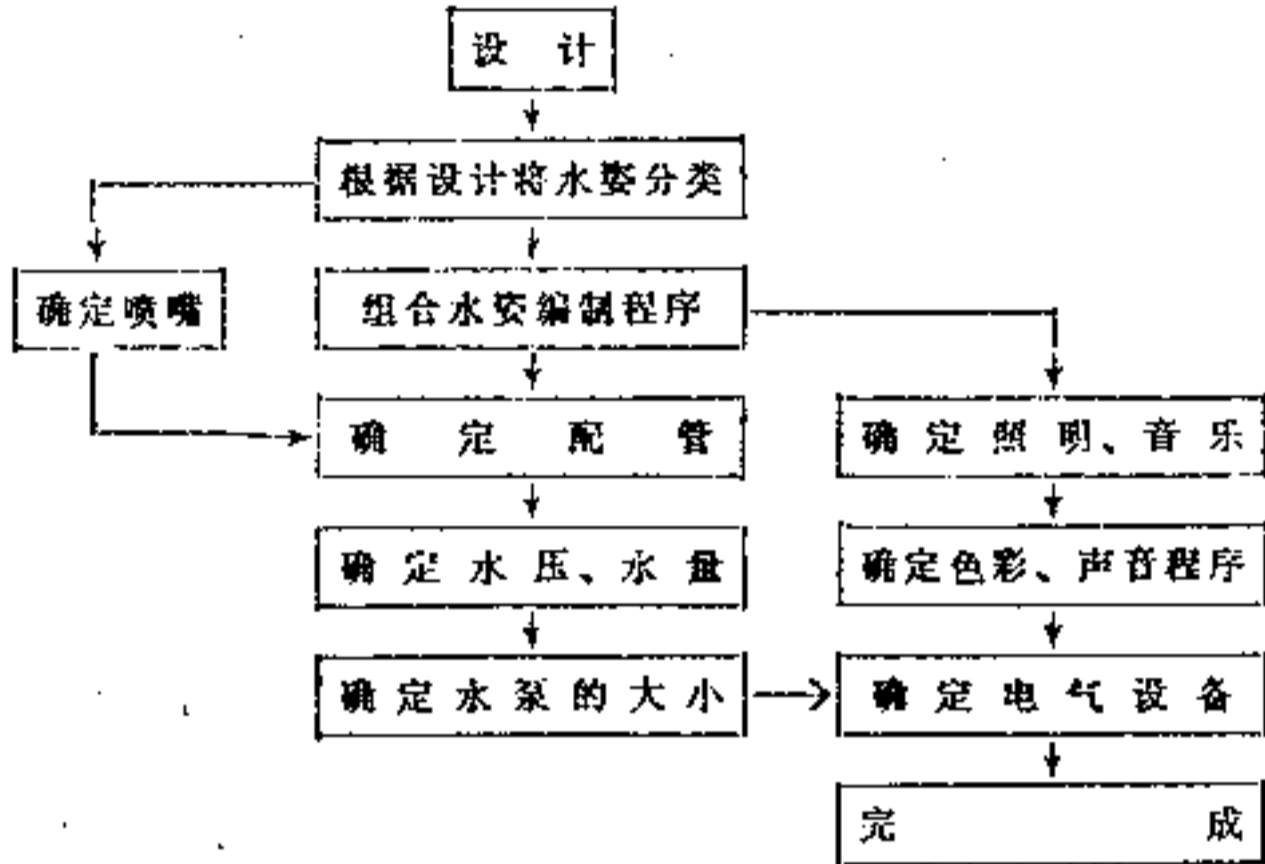 设计
根据设计将水姿分类
确定喷嘴
组合水姿编制程序
确定配管
确定照明、音乐
确定水压、水量
确定色彩、声音程序
确定水泵的大小
确定电气设备
完成